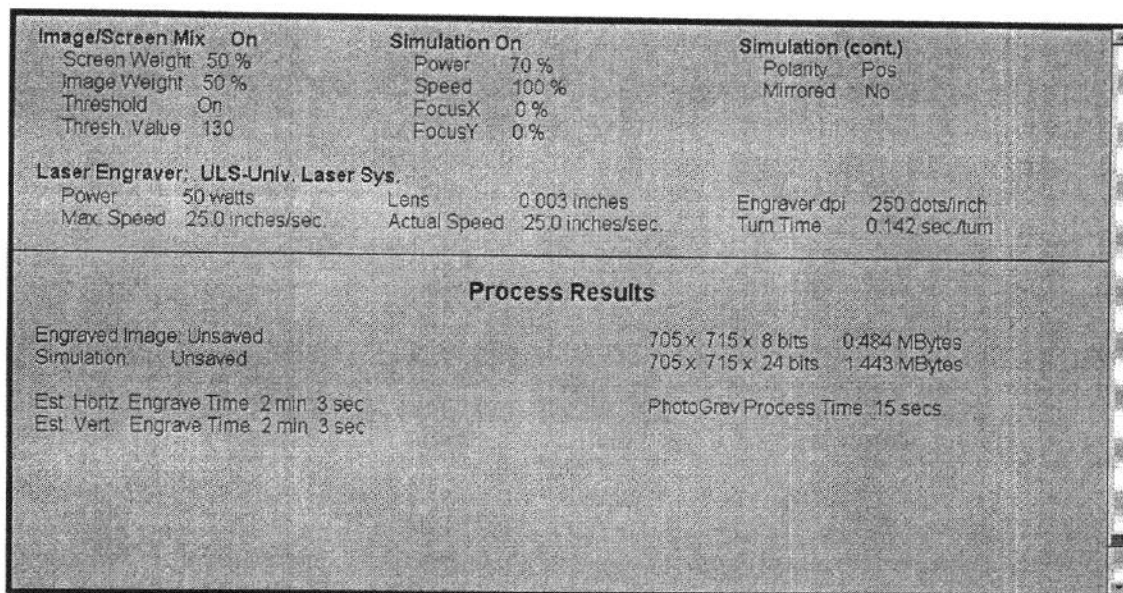 Image/Screen Mix On
Screen Weight 50 %
Image Weight 50 %
Threshold On
Thresh. Value 130
Simulation On
Power 70 %
Speed 100 %
FocusX 0 %
FocusY 0 %
Simulation (cont.)
Polarity Pos
Mirrored No
Laser Engraver: ULS-Univ. Laser Sys.
Power 50 watts
Max. Speed 25.0 inches/sec.
Lens 0.003 inches
Actual Speed 25.0 inches/sec.
Engraver dpi 250 dots/inch
Turn Time 0.142 sec./turn
Process Results
Engraved Image: Unsaved
Simulation: Unsaved
705 x 715 x 8 bits 0.484 MBytes
705 x 715 x 24 bits 1.443 MBytes
Est. Horiz. Engrave Time 2 min 3 sec
Est. Vert. Engrave Time 2 min 3 sec
PhotoGrav Process Time 15 secs